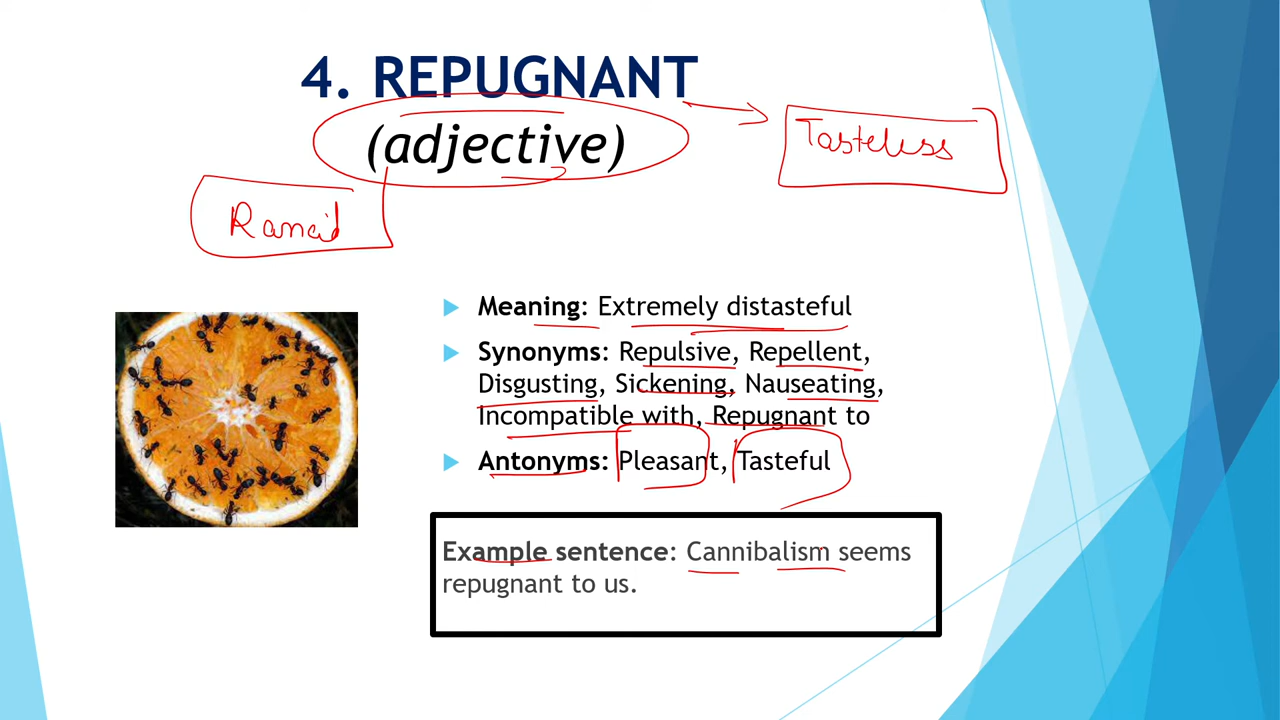 4. REPUGNANT
(adjective)
Tasteless
Rancid
Meaning: Extremely distasteful
Synonyms: Repulsive, Repellent,
Disgusting, Sickening, Nauseating,
Incompatible with, Repugnant to
Antonyms: Pleasant, Tasteful
Example sentence: Cannibalism seems
repugnant to us.